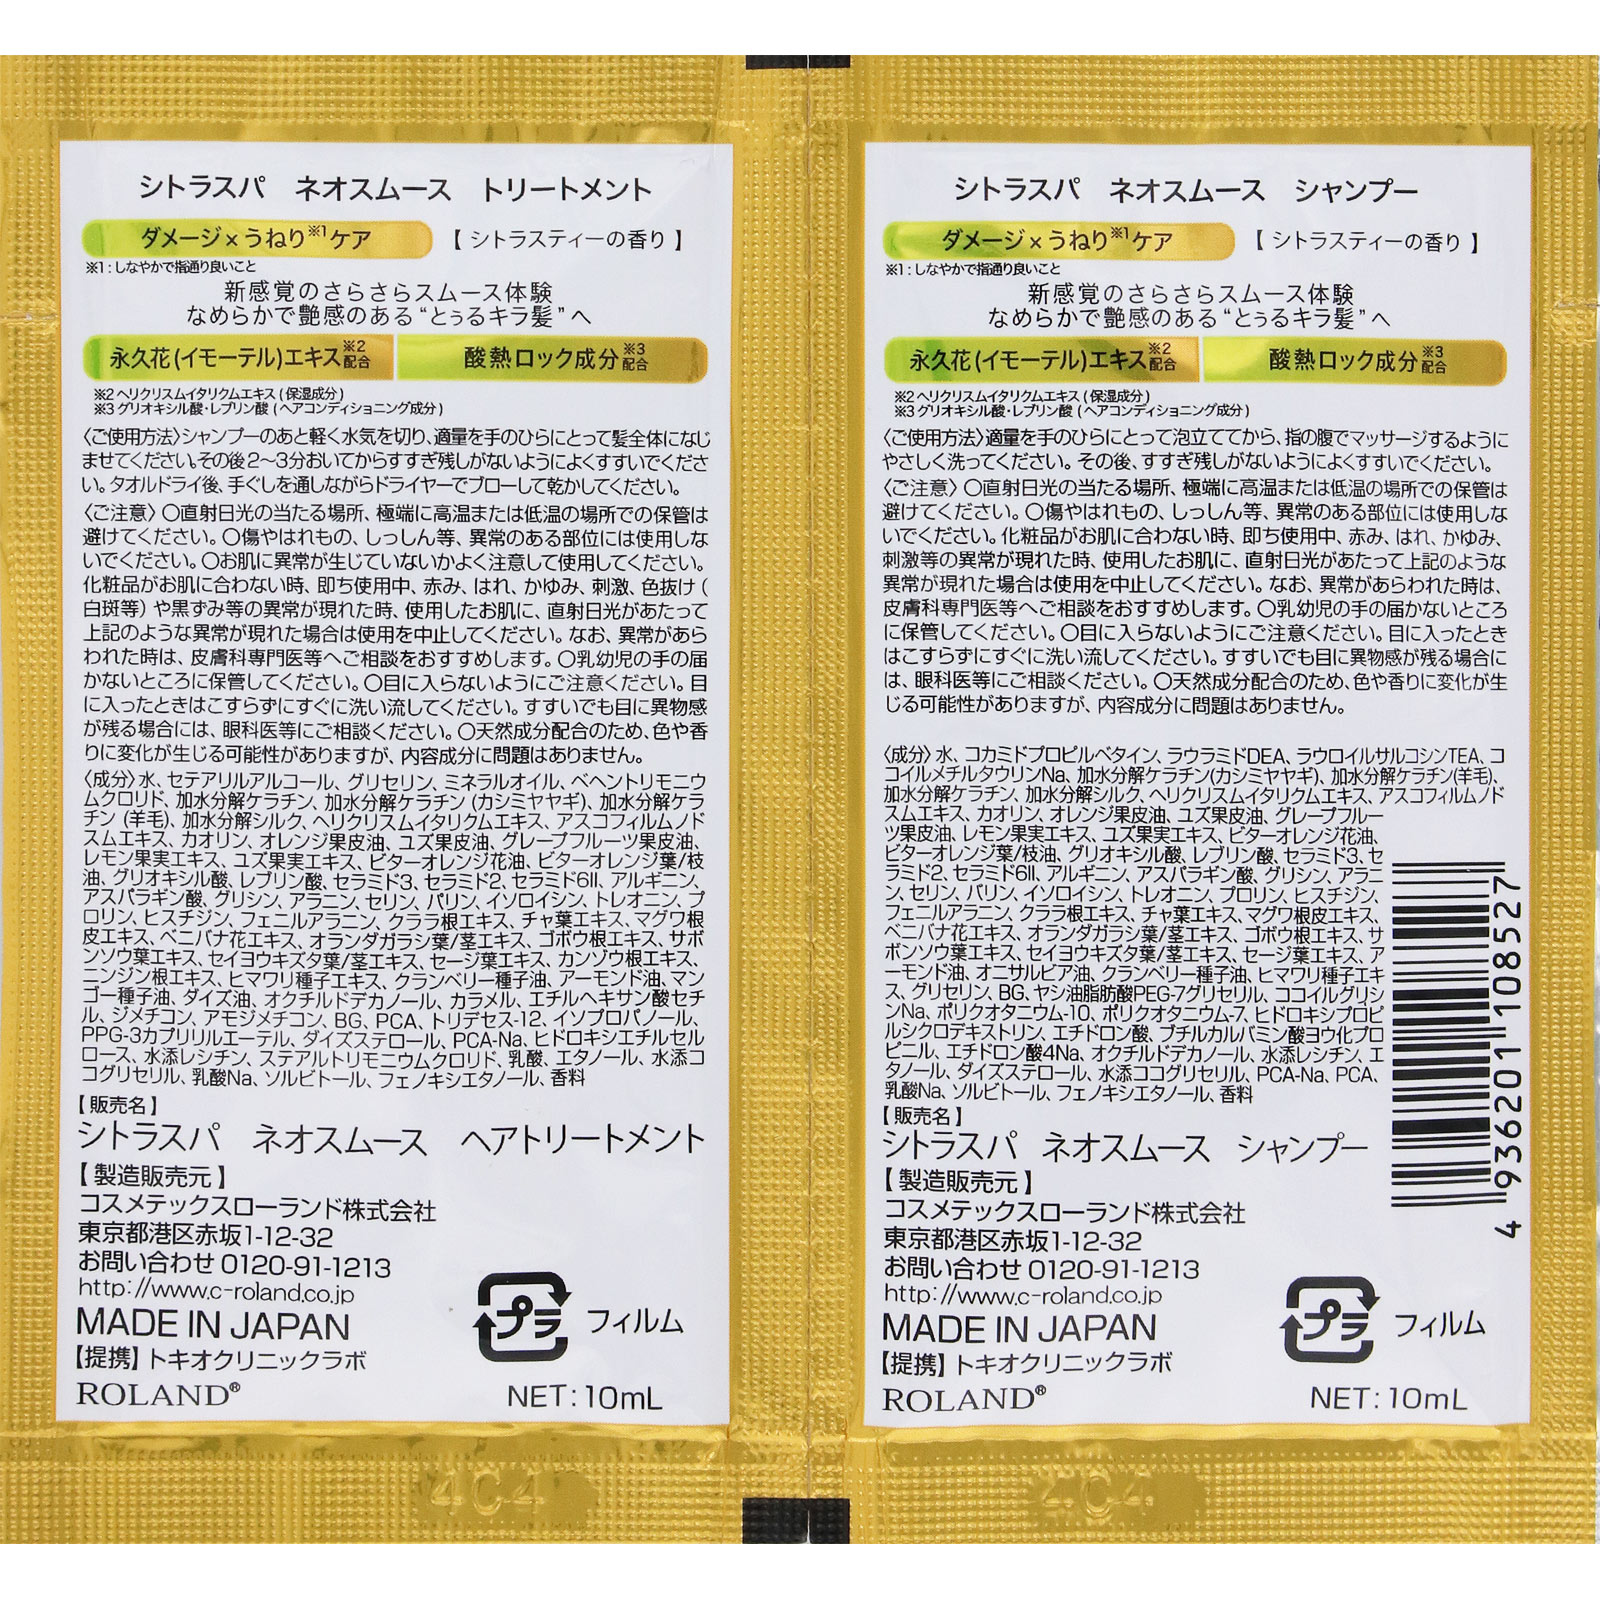 シトラスパ ネオスムース トリートメント
ダメージ×うねり※1ケア 【 シトラスティーの香り 】
※1：しなやかで指通り良いこと
新感覚のさらさらスムース体験
なめらかで艶感のある“とぅるキラ髪”へ
永久花(イモーテル)エキス※2配合 酸熱ロック成分※3配合
※2 ヘリクリスムイタリクムエキス (保湿成分)
※3 グリオキシル酸・レブリン酸 (ヘアコンディショニング成分)
〈ご使用方法〉シャンプーのあと軽く水気を切り、適量を手のひらにとって髪全体になじ
ませてください。その後2〜3分おいてからすすぎ残しがないようによくすすいでくださ
い。タオルドライ後、手ぐしを通しながらドライヤーでブローして乾かしてください。
〈ご注意〉〇直射日光の当たる場所、極端に高温または低温の場所での保管は
避けてください。〇傷やはれもの、しっしん等、異常のある部位には使用しな
いでください。〇お肌に異常が生じていないかよく注意して使用してください。
化粧品がお肌に合わない時、即ち使用中、赤み、はれ、かゆみ、刺激、色抜け (
白斑等) や黒ずみ等の異常が現れた時、使用したお肌に、直射日光があたって
上記のような異常が現れた場合は使用を中止してください。なお、異常があら
われた時は、皮膚科専門医等へご相談をおすすめします。〇乳幼児の手の届
かないところに保管してください。〇目に入らないようにご注意ください。目
に入ったときはこすらずにすぐに洗い流してください。すすいでも目に異物感
が残る場合には、眼科医等にご相談ください。〇天然成分配合のため、色や香
りに変化が生じる可能性がありますが、内容成分に問題はありません。
〈成分〉水、セテアリルアルコール、グリセリン、ミネラルオイル、ベヘントリモニウ
ムクロリド、加水分解ケラチン、加水分解ケラチン (カシミヤヤギ)、加水分解ケラ
チン (羊毛)、加水分解シルク、ヘリクリスムイタリクムエキス、アスコフィルムノド
スムエキス、カオリン、オレンジ果皮油、ユズ果皮油、グレープフルーツ果皮油、
レモン果実エキス、ユズ果実エキス、ビターオレンジ花油、ビターオレンジ葉/枝
油、グリオキシル酸、レブリン酸、セラミド3、セラミド2、セラミド6II、アルギニン、
アスパラギン酸、グリシン、アラニン、セリン、バリン、イソロイシン、トレオニン、プ
ロリン、ヒスチジン、フェニルアラニン、クララ根エキス、チャ葉エキス、マグワ根
皮エキス、ベニバナ花エキス、オランダガラシ葉/茎エキス、ゴボウ根エキス、サボ
ンソウ葉エキス、セイヨウキズタ葉/茎エキス、セージ葉エキス、カンゾウ根エキス、
ニンジン根エキス、ヒマワリ種子エキス、クランベリー種子油、アーモンド油、マン
ゴー種子油、ダイズ油、オクチルドデカノール、カラメル、エチルヘキサン酸セチ
ル、ジメチコン、アモジメチコン、BG、PCA、トリデセス-12、イソプロパノール、
PPG-3カプリリルエーテル、ダイズステロール、PCA-Na、ヒドロキシエチルセル
ロース、水添レシチン、ステアルトリモニウムクロリド、乳酸、エタノール、水添コ
コグリセリル、乳酸Na、ソルビトール、フェノキシエタノール、香料
【 販売名 】
シトラスパ ネオスムース ヘアトリートメント
【 製造販売元 】
コスメテックスローランド株式会社
東京都港区赤坂1-12-32
お問い合わせ 0120-91-1213
http://www.c-roland.co.jp
MADE IN JAPAN
【提携】トキオクリニックラボ
ROLAND®
プラ フィルム
NET：10mL
4C4
シトラスパ ネオスムース シャンプー
ダメージ×うねり※1ケア 【 シトラスティーの香り 】
※1：しなやかで指通り良いこと
新感覚のさらさらスムース体験
なめらかで艶感のある“とぅるキラ髪”へ
永久花(イモーテル)エキス※2配合 酸熱ロック成分※3配合
※2 ヘリクリスムイタリクムエキス (保湿成分)
※3 グリオキシル酸・レブリン酸 (ヘアコンディショニング成分)
〈ご使用方法〉適量を手のひらにとって泡立ててから、指の腹でマッサージするように
やさしく洗ってください。その後、すすぎ残しがないようによくすすいでください。
〈ご注意〉〇直射日光の当たる場所、極端に高温または低温の場所での保管は
避けてください。〇傷やはれもの、しっしん等、異常のある部位には使用しな
いでください。化粧品がお肌に合わない時、即ち使用中、赤み、はれ、かゆみ、
刺激等の異常が現れた時、使用したお肌に、直射日光があたって上記のような
異常が現れた場合は使用を中止してください。なお、異常があらわれた時は、
皮膚科専門医等へご相談をおすすめします。〇乳幼児の手の届かないところ
に保管してください。〇目に入らないようにご注意ください。目に入ったとき
はこすらずにすぐに洗い流してください。すすいでも目に異物感が残る場合に
は、眼科医等にご相談ください。〇天然成分配合のため、色や香りに変化が生
じる可能性がありますが、内容成分に問題はありません。
〈成分〉水、コカミドプロピルベタイン、ラウラミドDEA、ラウロイルサルコシンTEA、コ
コイルメチルタウリンNa、加水分解ケラチン(カシミヤヤギ)、加水分解ケラチン(羊毛)、
加水分解ケラチン、加水分解シルク、ヘリクリスムイタリクムエキス、アスコフィルムノド
スムエキス、カオリン、オレンジ果皮油、ユズ果皮油、グレープフルー
ツ果皮油、レモン果実エキス、ユズ果実エキス、ビターオレンジ花油、
ビターオレンジ葉/枝油、グリオキシル酸、レブリン酸、セラミド3、セ
ラミド2、セラミド6II、アルギニン、アスパラギン酸、グリシン、アラニ
ン、セリン、バリン、イソロイシン、トレオニン、プロリン、ヒスチジン、
フェニルアラニン、クララ根エキス、チャ葉エキス、マグワ根皮エキス、
ベニバナ花エキス、オランダガラシ葉/茎エキス、ゴボウ根エキス、サ
ボンソウ葉エキス、セイヨウキズタ葉/茎エキス、セージ葉エキス、ア
ーモンド油、オニサルビア油、クランベリー種子油、ヒマワリ種子エキ
ス、グリセリン、BG、ヤシ油脂肪酸PEG-7グリセリル、ココイルグリシ
ンNa、ポリクオタニウム-10、ポリクオタニウム-7、ヒドロキシプロピ
ルシクロデキストリン、エチドロン酸、ブチルカルバミン酸ヨウ化プロ
ピニル、エチドロン酸4Na、オクチルドデカノール、水添レシチン、エ
タノール、ダイズステロール、水添ココグリセリル、PCA-Na、PCA、
乳酸Na、ソルビトール、フェノキシエタノール、香料
【 販売名 】
シトラスパ ネオスムース シャンプー
【 製造販売元 】
コスメテックスローランド株式会社
東京都港区赤坂1-12-32
お問い合わせ 0120-91-1213
http://www.c-roland.co.jp
MADE IN JAPAN
【提携】トキオクリニックラボ
ROLAND®
プラ フィルム
NET：10mL
4 936201 108527
4C4